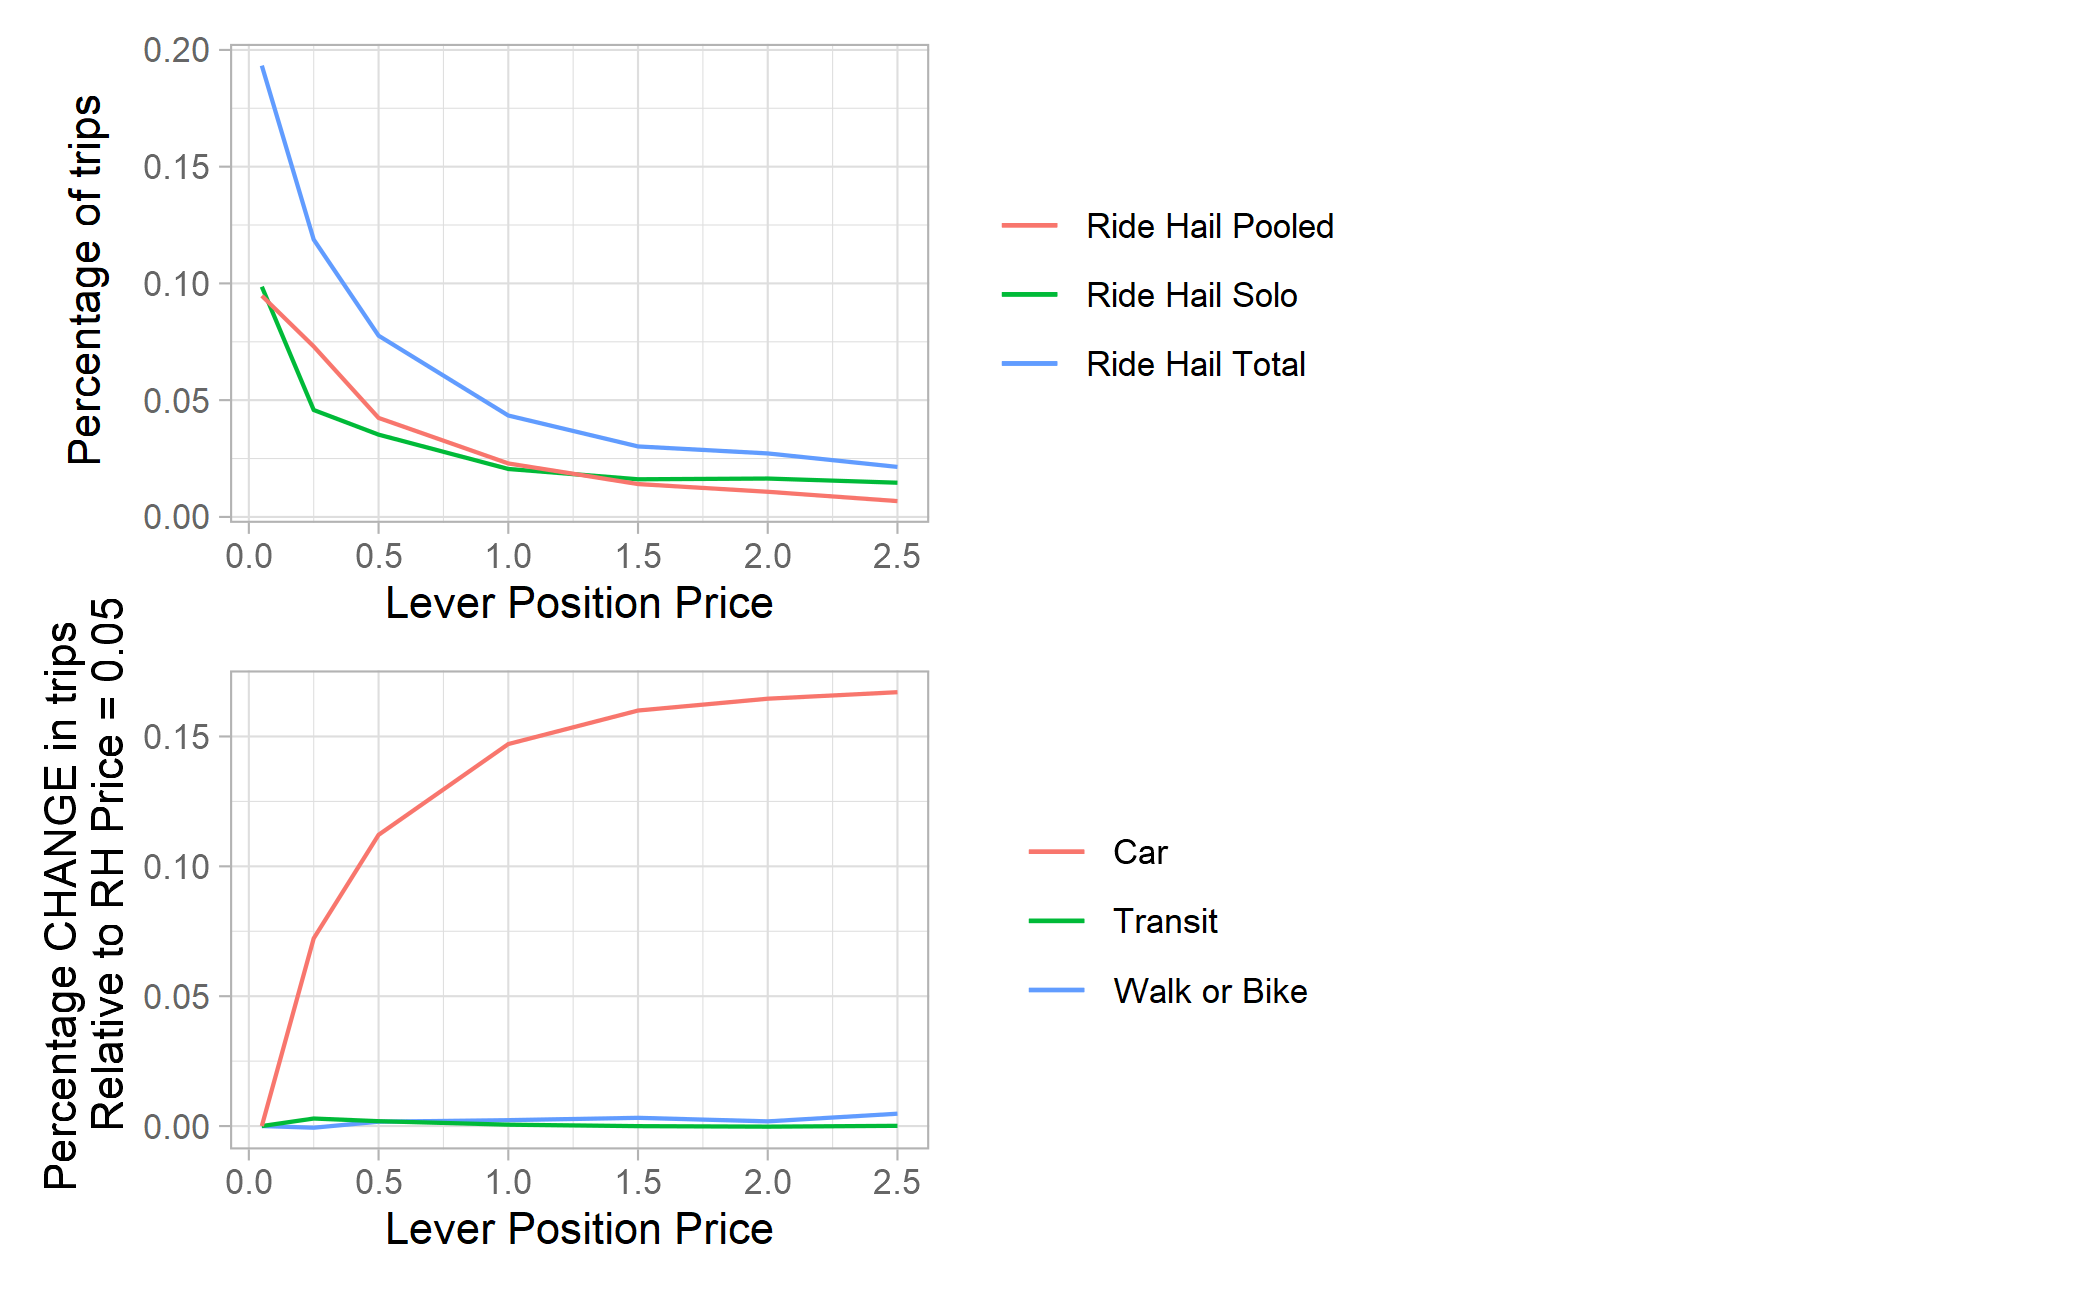 Percentage of trips
0.20
0.15
0.10
0.05
0.00
0.0 0.5 1.0 1.5 2.0 2.5
Lever Position Price
Ride Hail Pooled
Ride Hail Solo
Ride Hail Total
Percentage CHANGE in trips
Relative to RH Price = 0.05
0.15
0.10
0.05
0.00
0.0 0.5 1.0 1.5 2.0 2.5
Lever Position Price
Car
Transit
Walk or Bike